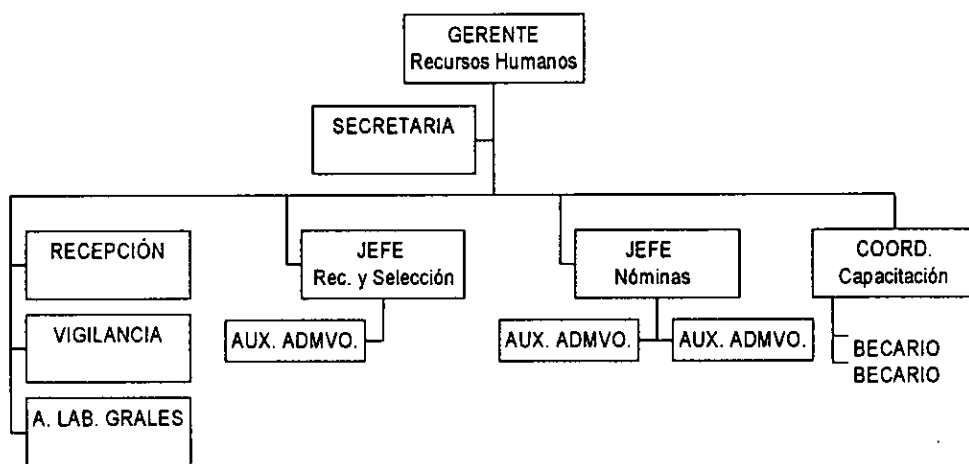 GERENTE
Recursos Humanos
SECRETARIA
RECEPCIÓN
JEFE
Rec. y Selección
JEFE
Nóminas
COORD.
Capacitación
VIGILANCIA
AUX. ADMVO.
AUX. ADMVO.
AUX. ADMVO.
BECARIO
BECARIO
A. LAB. GRALES